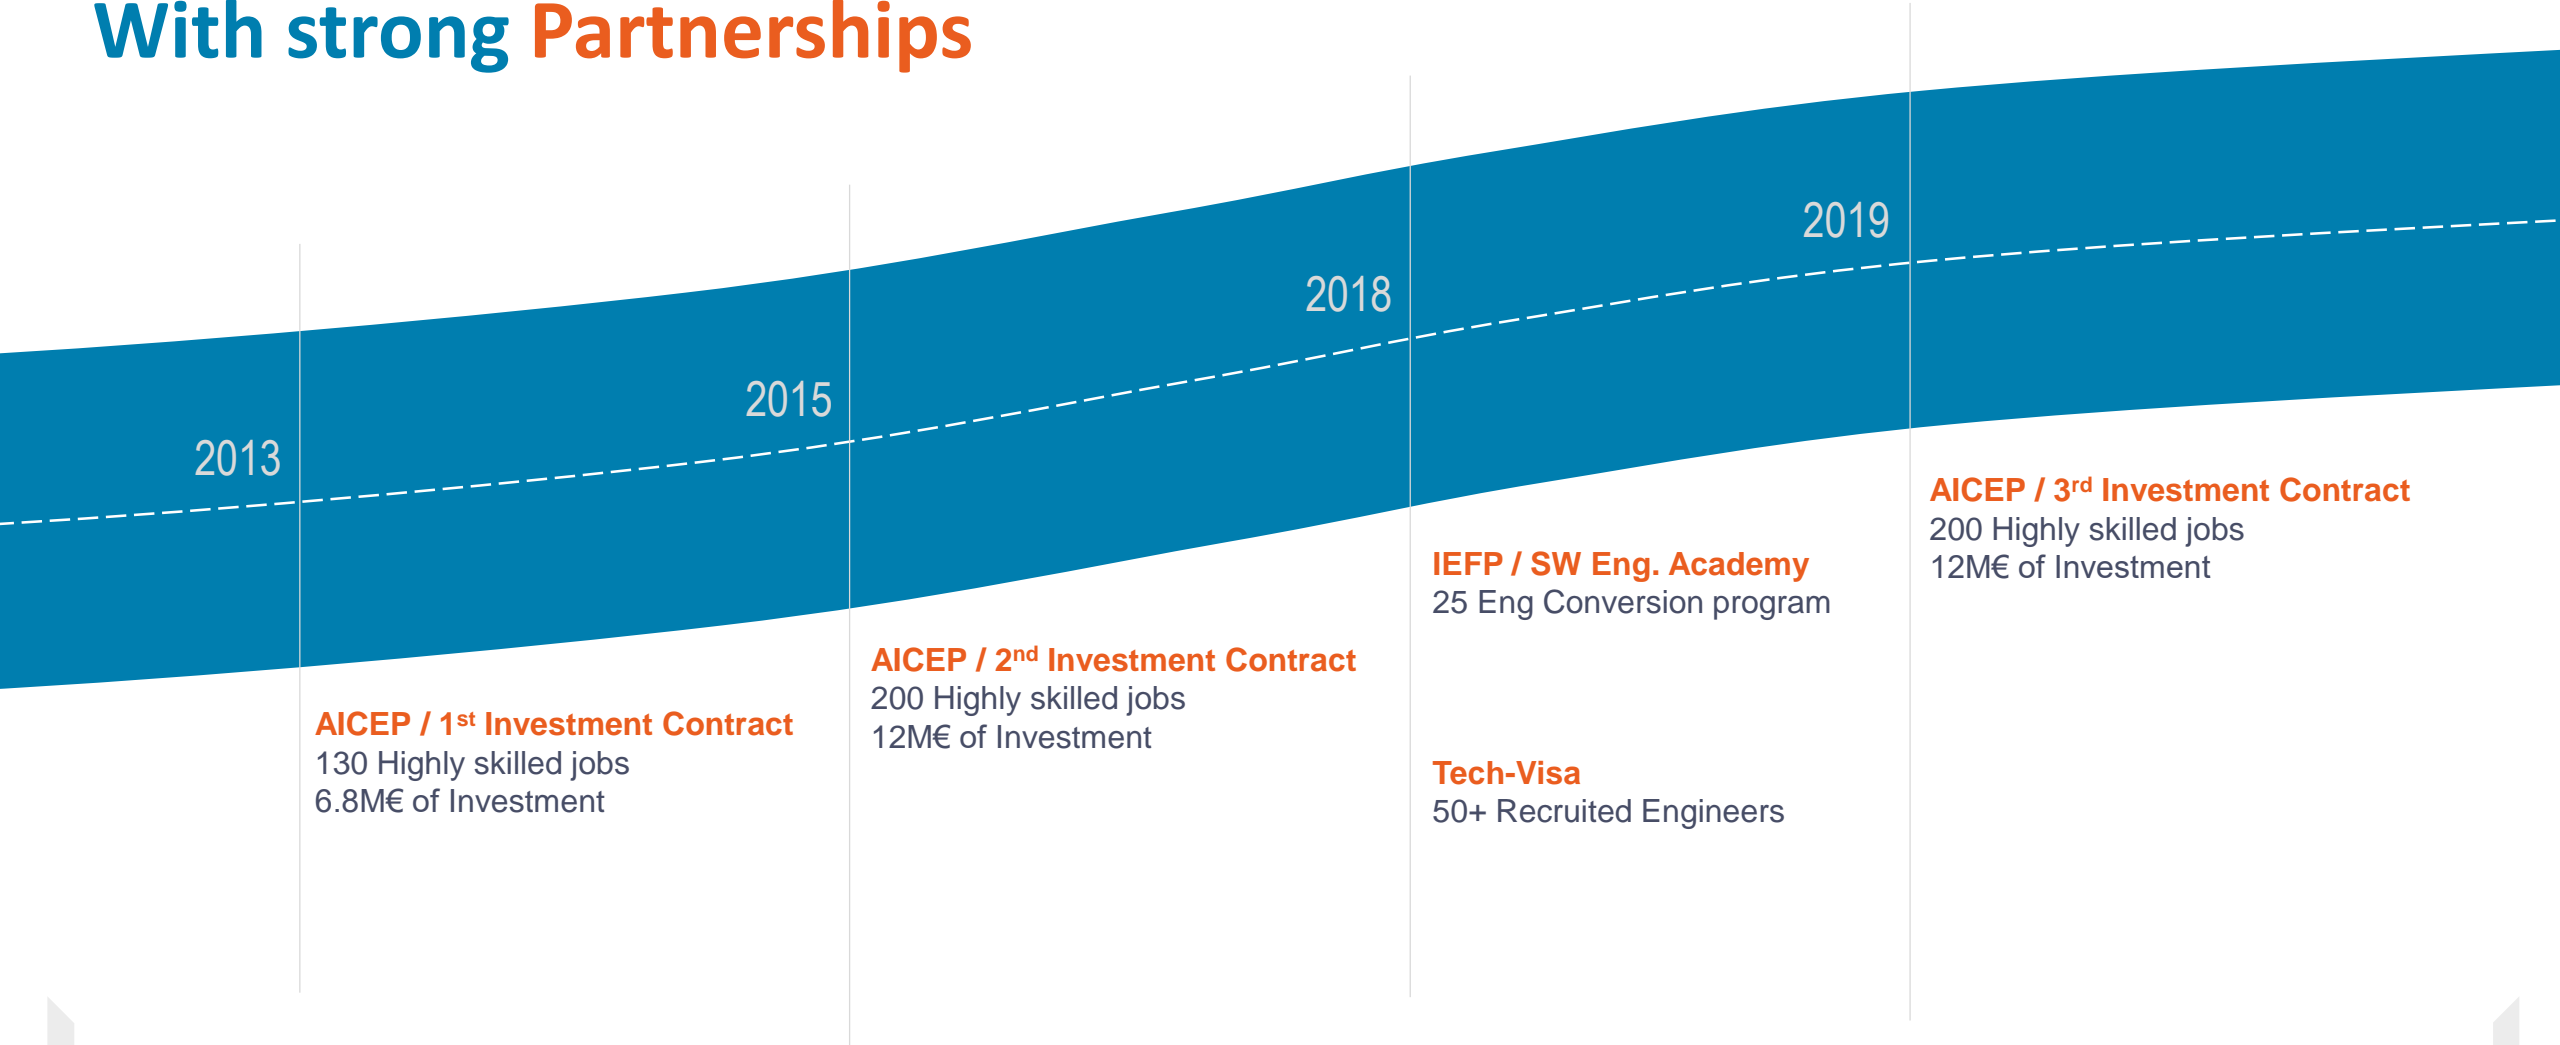 With strong Partnerships
2013
AICEP / 1st Investment Contract
130 Highly skilled jobs
6.8M€ of Investment
2015
AICEP / 2nd Investment Contract
200 Highly skilled jobs
12M€ of Investment
2018
IEFP / SW Eng. Academy
25 Eng Conversion program
Tech-Visa
50+ Recruited Engineers
2019
AICEP / 3rd Investment Contract
200 Highly skilled jobs
12M€ of Investment